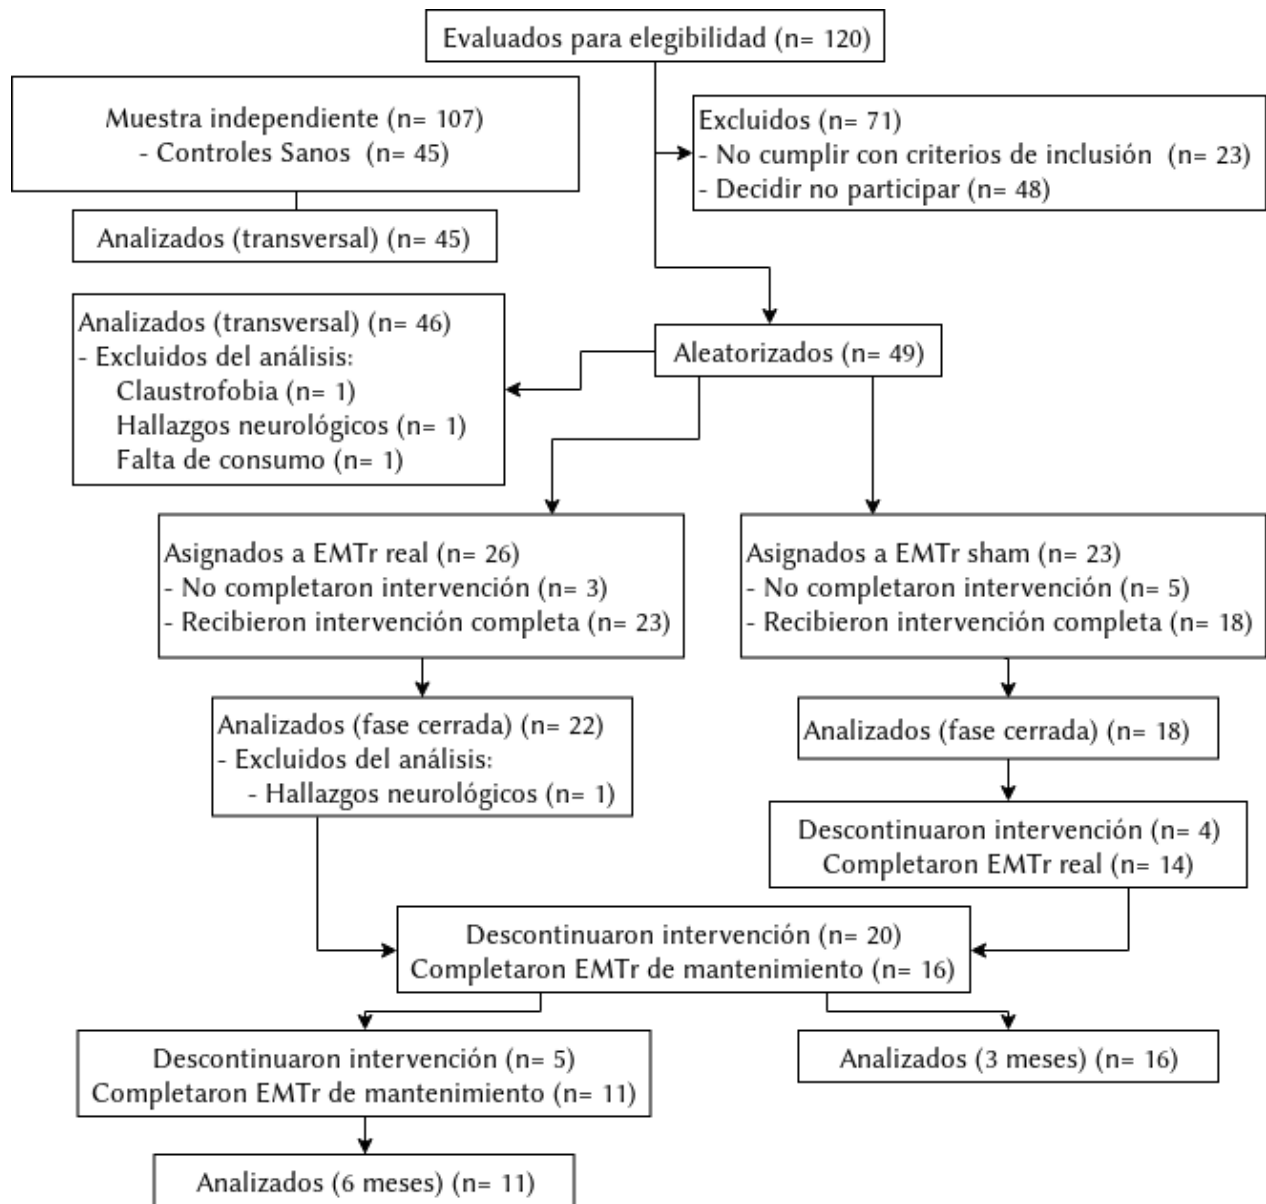 Evaluados para elegibilidad (n= 120)
Muestra independiente (n= 107)
- Controles Sanos (n= 45)
Excluidos (n= 71)
- No cumplir con criterios de inclusión (n= 23)
- Decidir no participar (n= 48)
Analizados (transversal) (n= 45)
Analizados (transversal) (n= 46)
- Excluidos del análisis:
Claustrofobia (n= 1)
Hallazgos neurológicos (n= 1)
Falta de consumo (n= 1)
Aleatorizados (n= 49)
Asignados a EMTr real (n= 26)
- No completaron intervención (n= 3)
- Recibieron intervención completa (n= 23)
Asignados a EMTr sham (n= 23)
- No completaron intervención (n= 5)
- Recibieron intervención completa (n= 18)
Analizados (fase cerrada) (n= 22)
- Excluidos del análisis:
- Hallazgos neurológicos (n= 1)
Analizados (fase cerrada) (n= 18)
Descontinuaron intervención (n= 4)
Completaron EMTr real (n= 14)
Descontinuaron intervención (n= 20)
Completaron EMTr de mantenimiento (n= 16)
Descontinuaron intervención (n= 5)
Completaron EMTr de mantenimiento (n= 11)
Analizados (3 meses) (n= 16)
Analizados (6 meses) (n= 11)